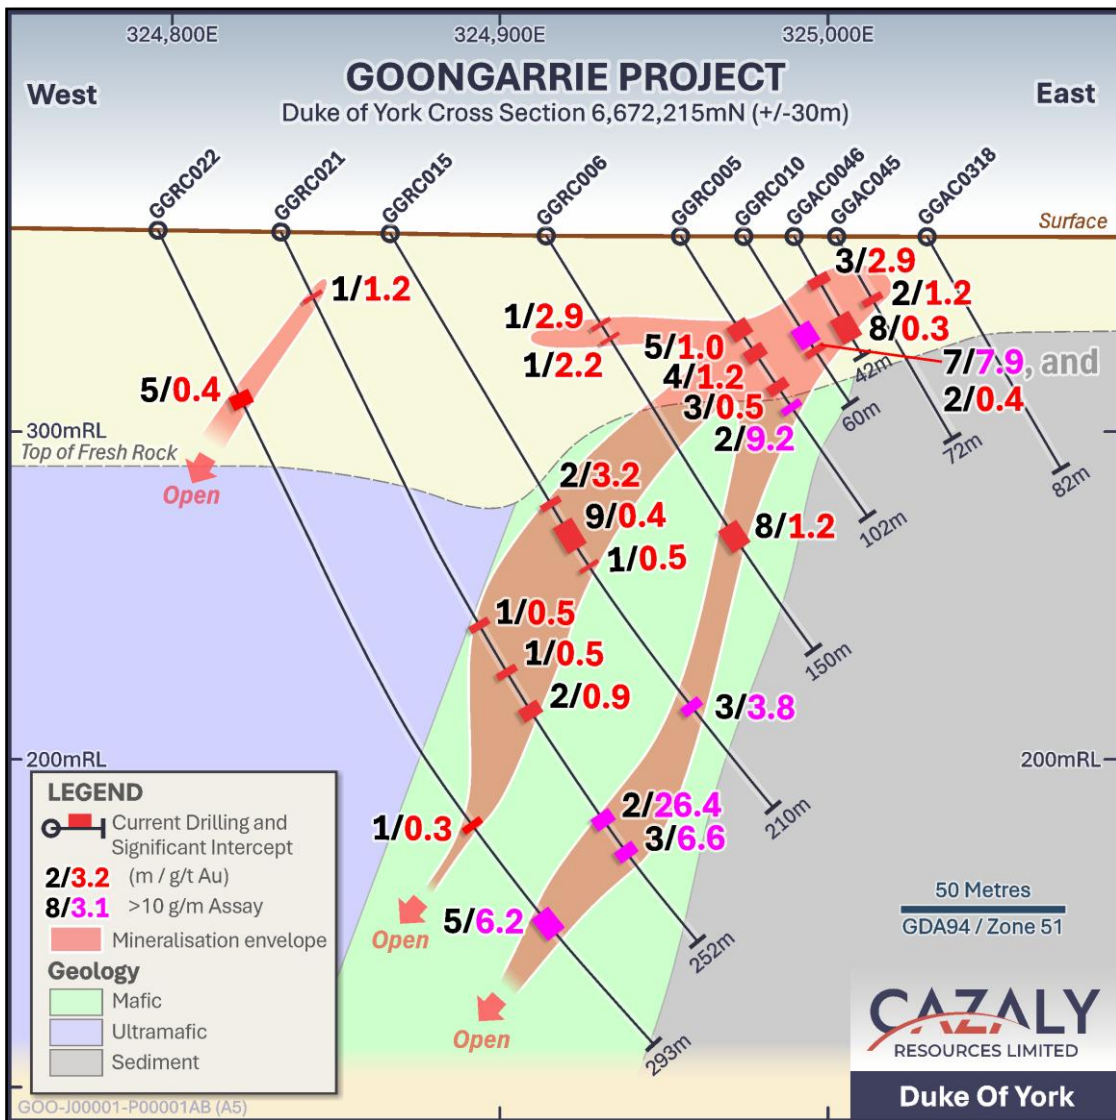 324,800E
324,900E
325,000E
West
GOONGARRIE PROJECT
East
Duke of York Cross Section 6,672,215mN (+/-30m)
GGRC022
GGRC021
GGRC015
GGRC006
GGRC005
GGRC010
GGAC0046
GGAC045
GGAC0318
Surface
3/2.9
1/1.2
2/1.2
1/2.9
8/0.3
5/1.0
1/2.2
7/7.9, and
42m
4/1.2
5/0.4
2/0.4
3/0.5
60m
300mRL
2/9.2
72m
Top of Fresh Rock
2/3.2
82m
Open
9/0.4
102m
8/1.2
1/0.5
1/0.5
150m
1/0.5
2/0.9
3/3.8
200mRL
200mRL
LEGEND
Current Drilling and
Significant Intercept
2/3.2 (m / g/t Au)
8/3.1 >10 g/m Assay
Mineralisation envelope
Geology
Mafic
Ultramafic
Sediment
2/26.4
210m
1/0.3
3/6.6
50 Metres
GDA94 / Zone 51
5/6.2
Open
252m
Open
293m
CAZALY
RESOURCES LIMITED
Duke Of York
GOO-J00001-P00001AB (A5)